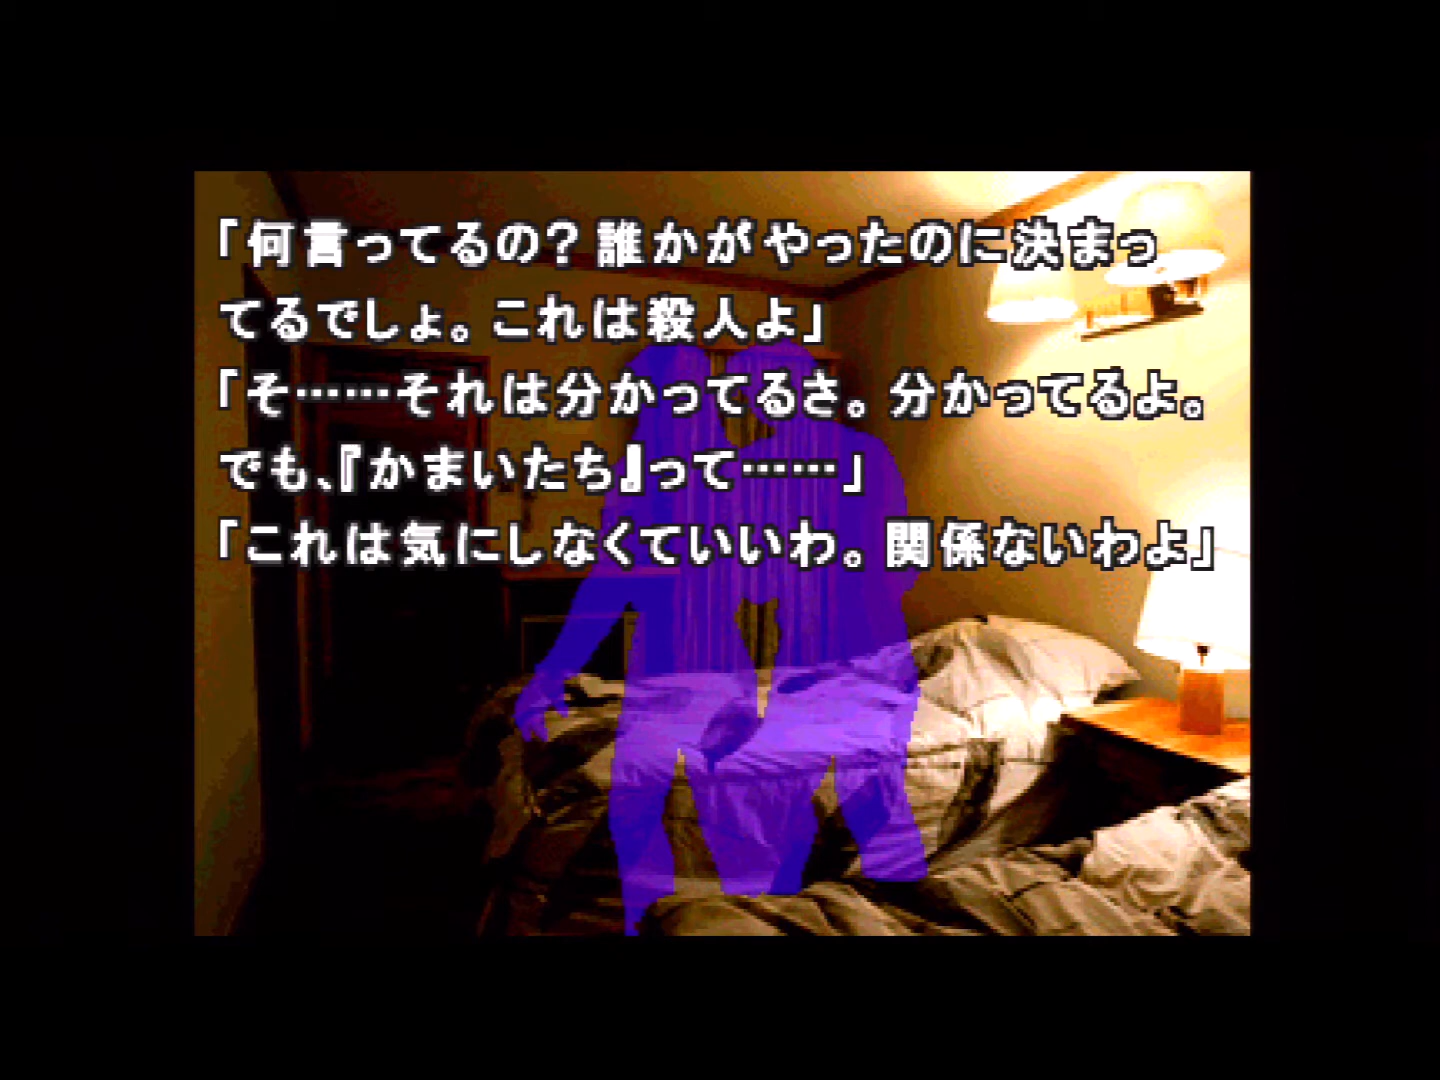 「何言ってるの？誰かがやったのに決まっ
てるでしょ。これは殺人よ」
「そ……それは分かってるさ。分かってるよ。
でも、『かまいたち』って……」
「これは気にしなくていいわ。関係ないわよ」